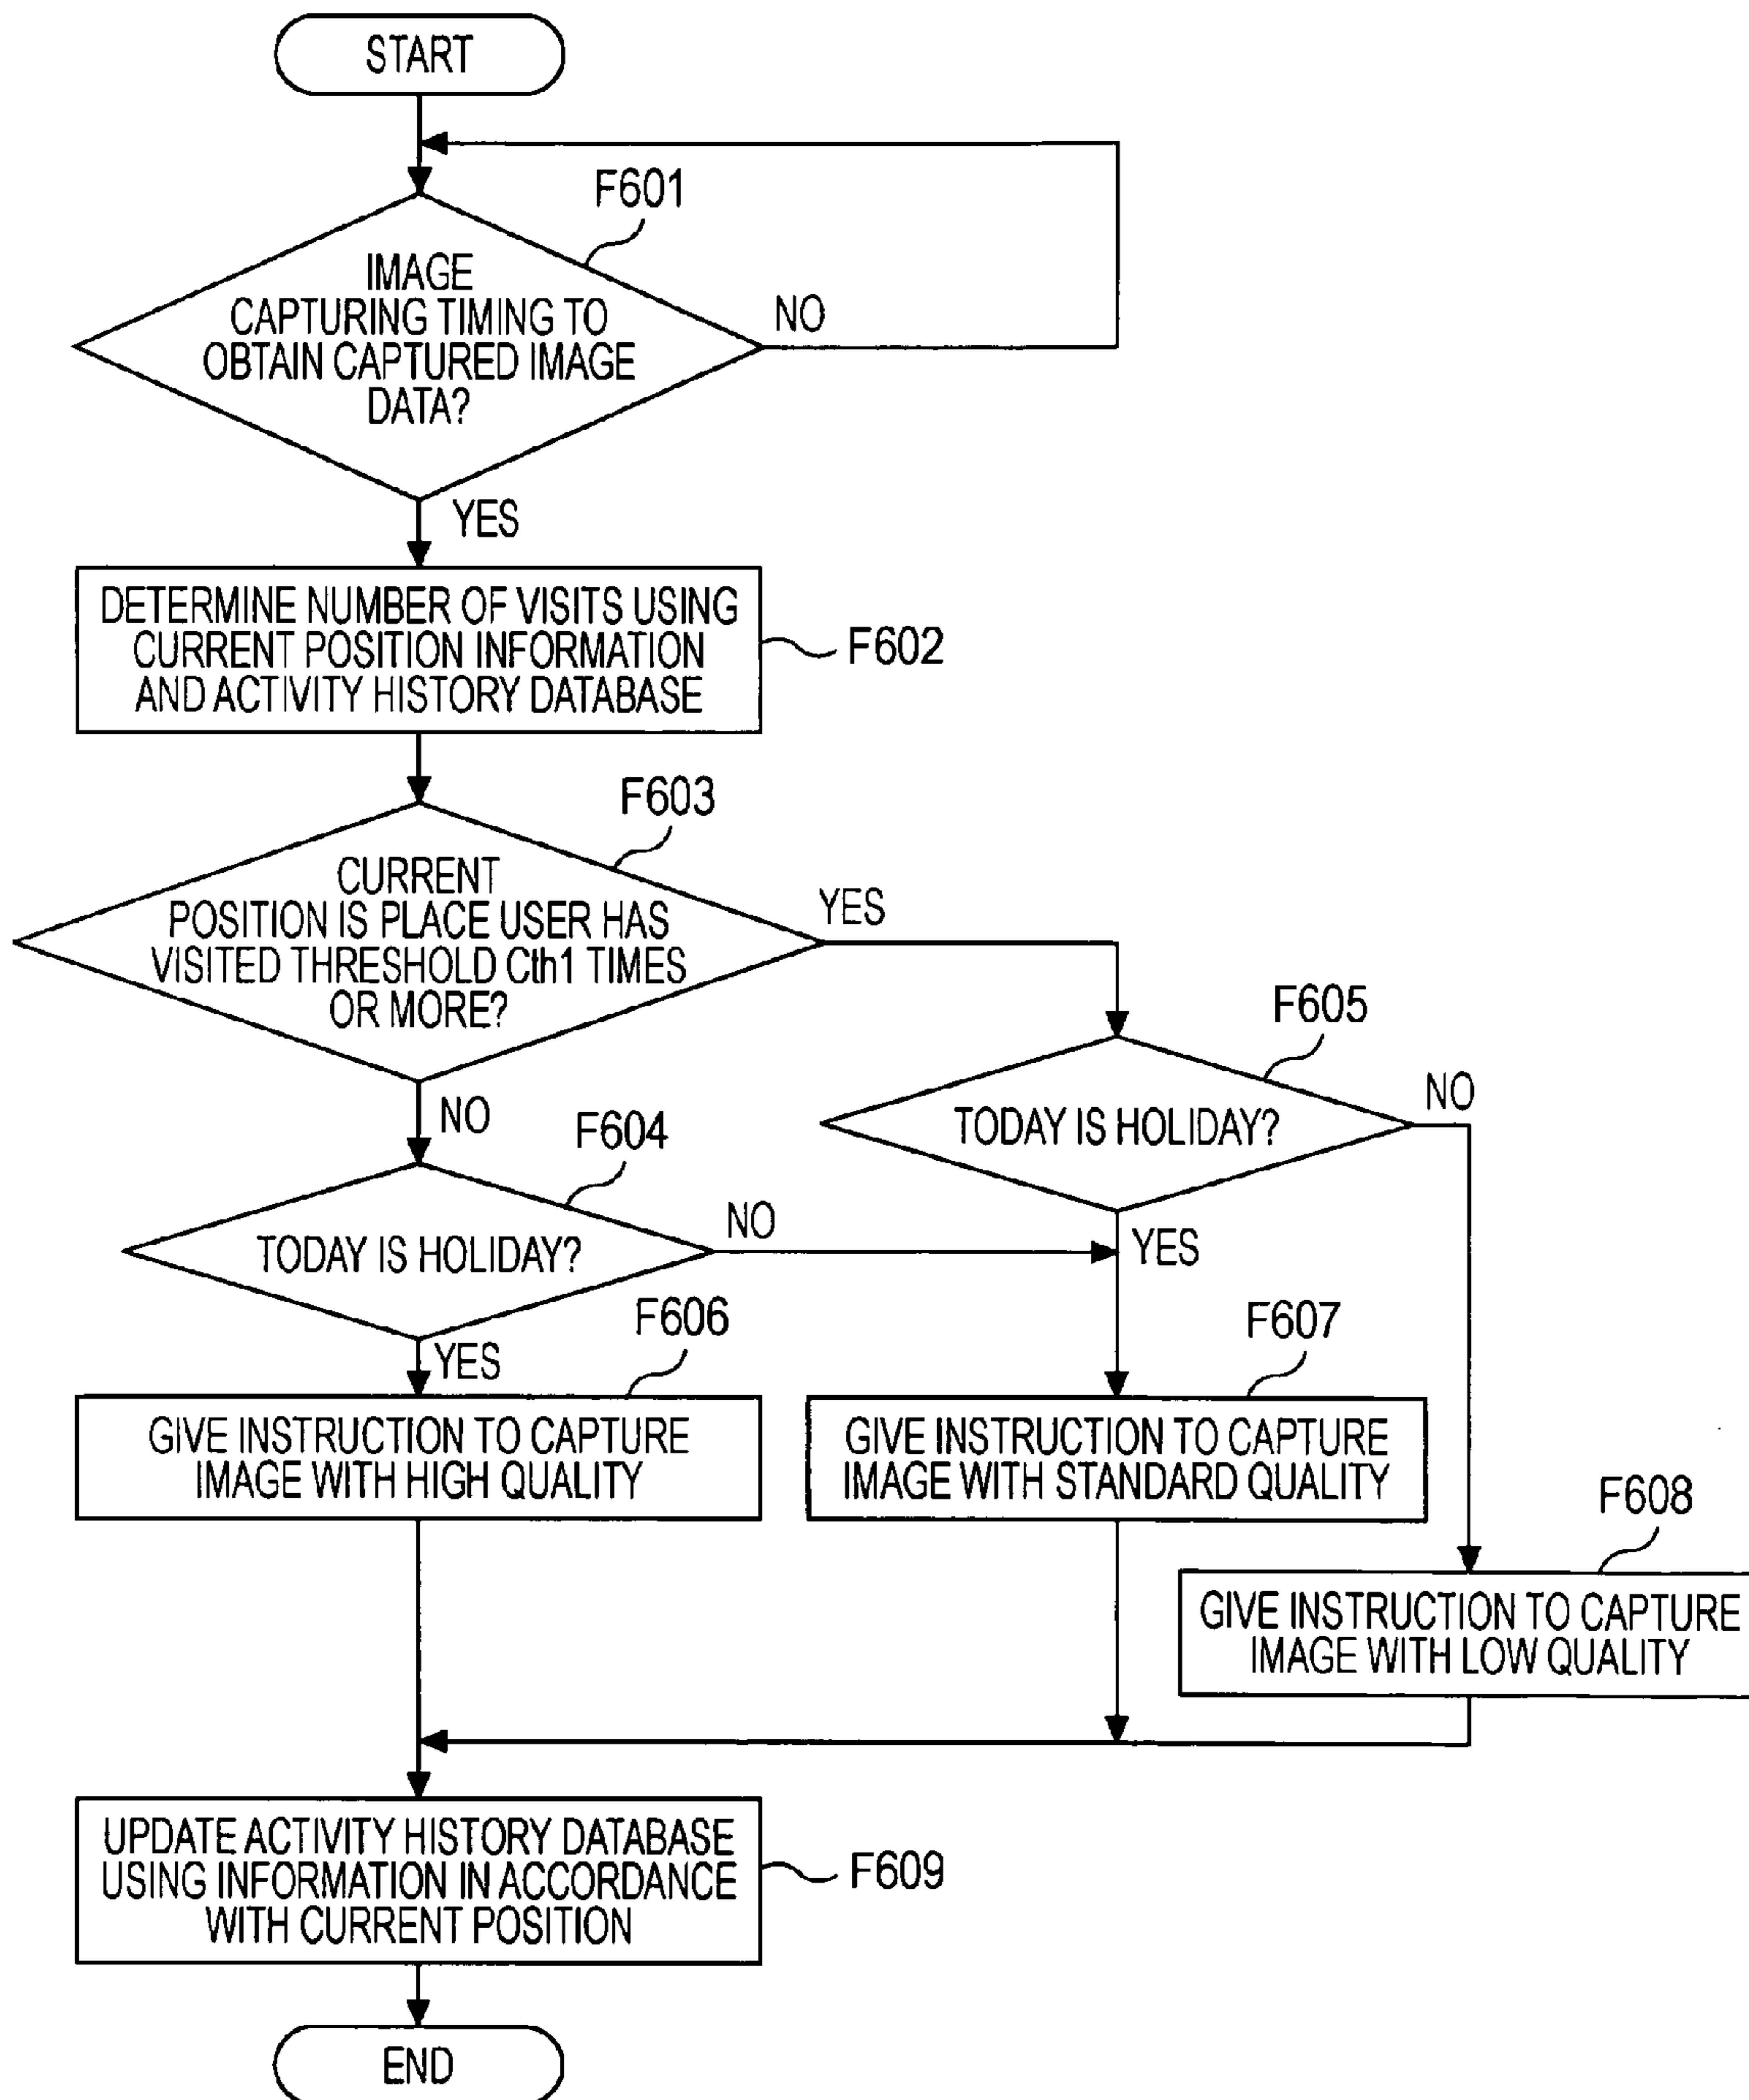 START
F601
IMAGE
CAPTURING TIMING TO
OBTAIN CAPTURED IMAGE
DATA?
NO
YES
DETERMINE NUMBER OF VISITS USING
CURRENT POSITION INFORMATION
AND ACTIVITY HISTORY DATABASE
F602
F603
CURRENT
POSITION IS PLACE USER HAS
VISITED THRESHOLD Cth1 TIMES
OR MORE?
YES
NO
F605
TODAY IS HOLIDAY?
NO
YES
F604
TODAY IS HOLIDAY?
NO
YES
F606
GIVE INSTRUCTION TO CAPTURE
IMAGE WITH HIGH QUALITY
F607
GIVE INSTRUCTION TO CAPTURE
IMAGE WITH STANDARD QUALITY
F608
GIVE INSTRUCTION TO CAPTURE
IMAGE WITH LOW QUALITY
UPDATE ACTIVITY HISTORY DATABASE
USING INFORMATION IN ACCORDANCE
WITH CURRENT POSITION
F609
END